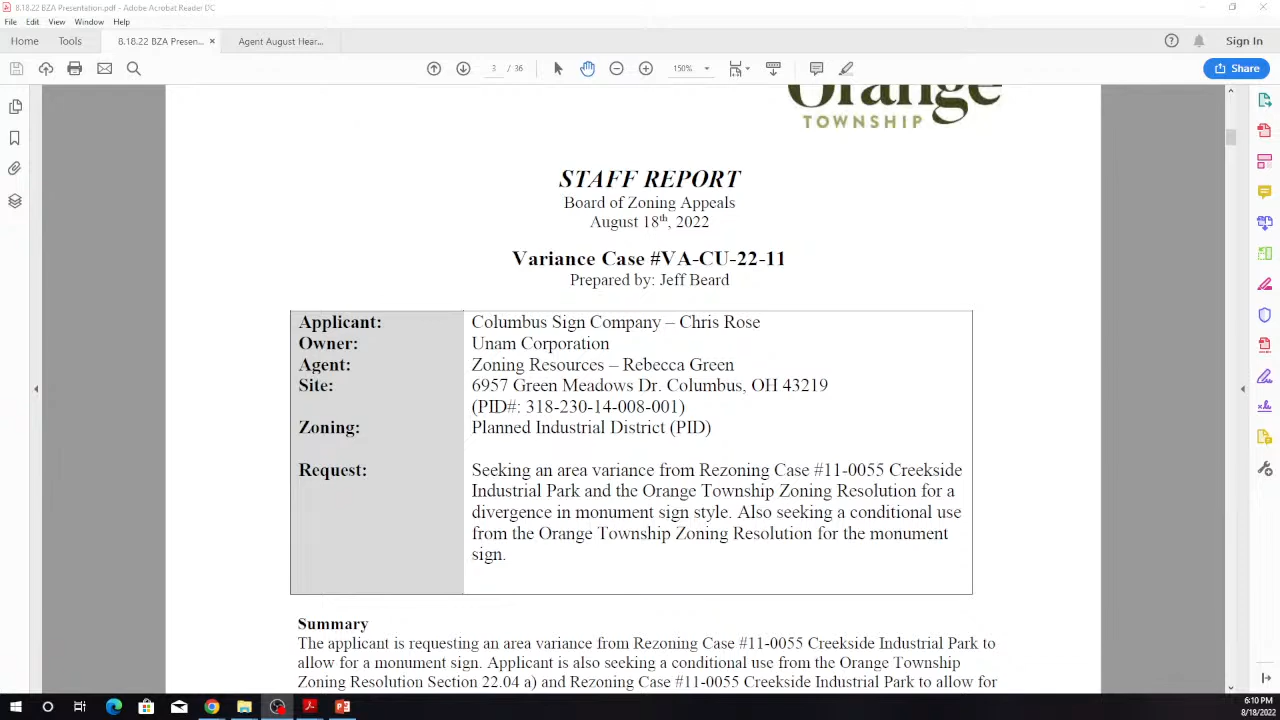 8.18.22 BZA Presentation.pdf - Adobe Acrobat Reader DC
File Edit View Window Help
Home Tools 8.18.22 BZA Presen... × Agent August Hear...
Sign In
3 / 36 150% Share
Orange
TOWNSHIP
STAFF REPORT
Board of Zoning Appeals
August 18th, 2022
Variance Case #VA-CU-22-11
Prepared by: Jeff Beard
Applicant: Columbus Sign Company – Chris Rose
Owner: Unam Corporation
Agent: Zoning Resources – Rebecca Green
Site: 6957 Green Meadows Dr. Columbus, OH 43219
(PID#: 318-230-14-008-001)
Zoning: Planned Industrial District (PID)
Request: Seeking an area variance from Rezoning Case #11-0055 Creekside
Industrial Park and the Orange Township Zoning Resolution for a
divergence in monument sign style. Also seeking a conditional use
from the Orange Township Zoning Resolution for the monument
sign.
Summary
The applicant is requesting an area variance from Rezoning Case #11-0055 Creekside Industrial Park to
allow for a monument sign. Applicant is also seeking a conditional use from the Orange Township
Zoning Resolution Section 22.04 a) and Rezoning Case #11-0055 Creekside Industrial Park to allow for
6:10 PM
8/18/2022